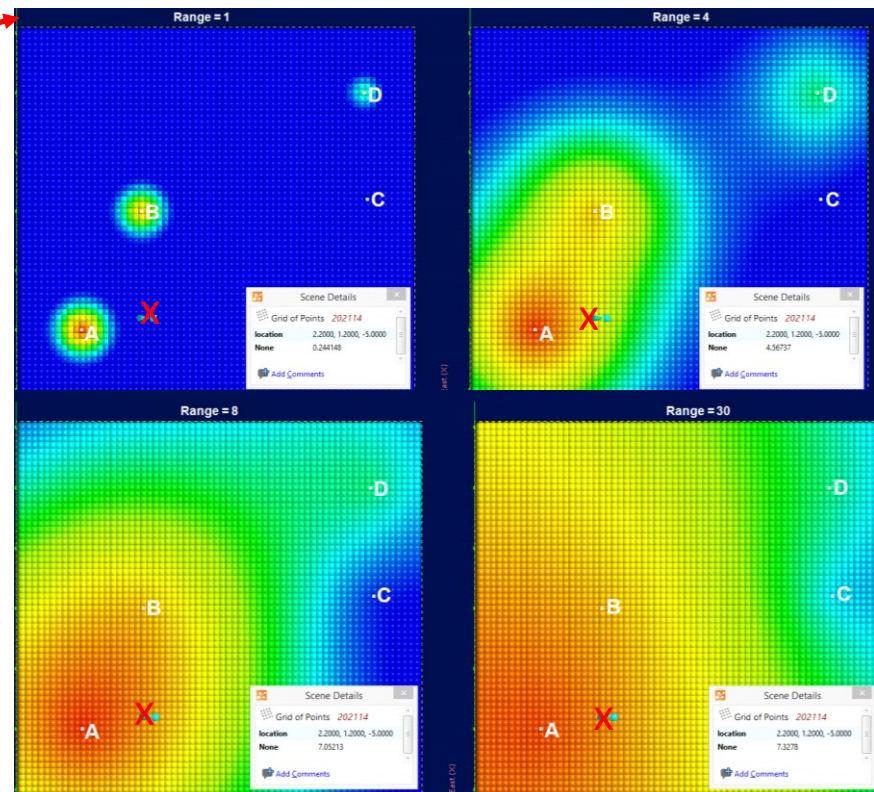 Range = 1
D
B
C
X
A
Scene Details
Grid of Points 202114
location 2.2000, 1.2000, -5.0000
None 0.244148
Add Comments
Range = 4
D
B
C
X
A
Scene Details
Grid of Points 202114
location 2.2000, 1.2000, -5.0000
None 4.56737
Add Comments
East (X)
Range = 8
D
B
C
X
A
Scene Details
Grid of Points 202114
location 2.2000, 1.2000, -5.0000
None 7.05213
Add Comments
Range = 30
D
B
C
X
A
Scene Details
Grid of Points 202114
location 2.2000, 1.2000, -5.0000
None 7.3278
Add Comments
East (X)